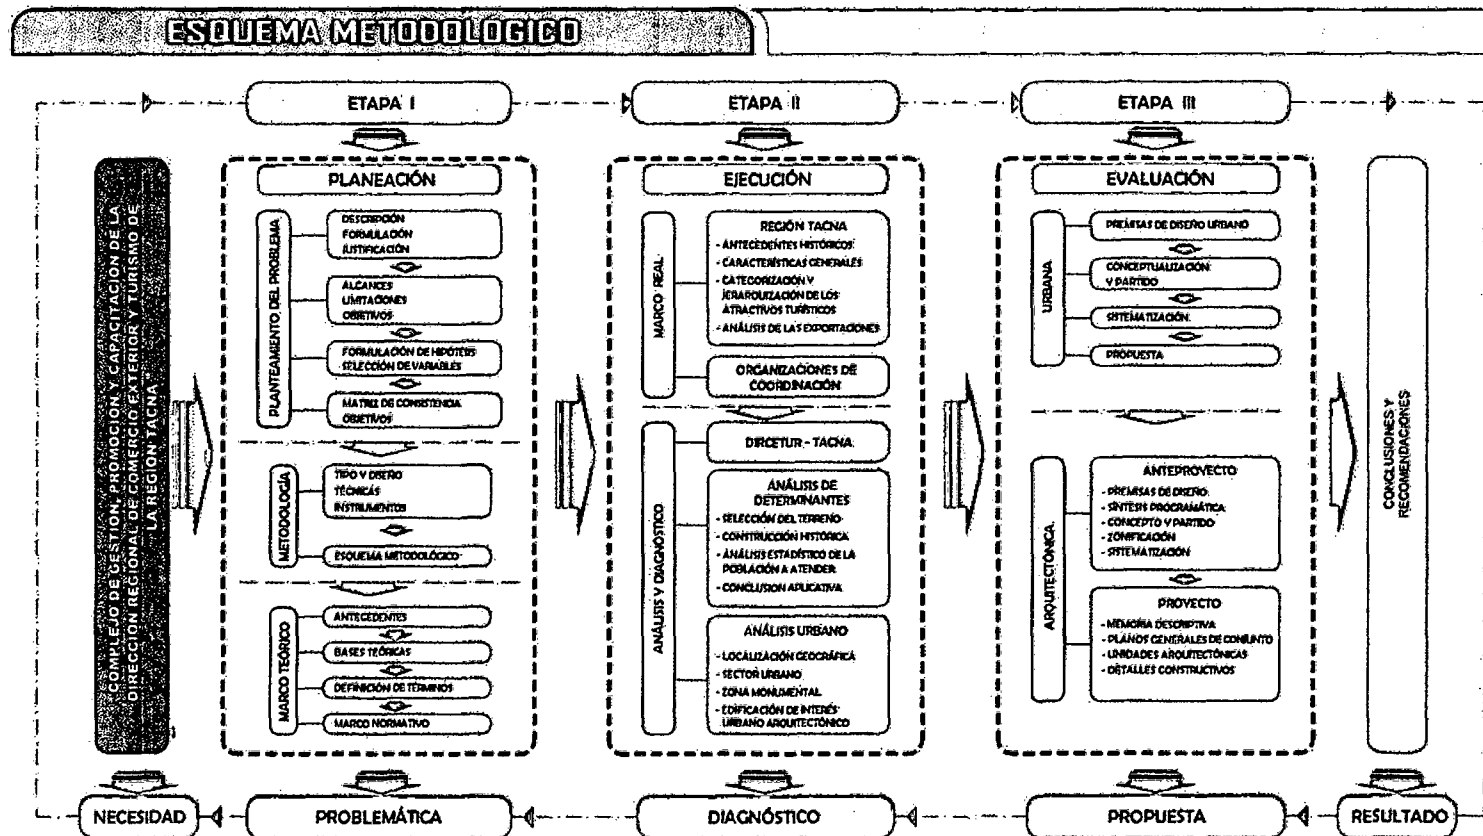 ESQUEMA METODOLOGICO
ETAPA I
ETAPA II
ETAPA III
COMPLEJO DE GESTION, PROMOCION Y CAPACITACION DE LA
DIRECCION REGIONAL DE COMERCIO EXTERIOR Y TURISMO DE
LA REGION TACNA
PLANEACIÓN
PLANTEAMIENTO DEL PROBLEMA
DESCRIPCIÓN
FORMULACIÓN
JUSTIFICACIÓN
ALCANCES
LIMITACIONES
OBJETIVOS
FORMULACIÓN DE HIPÓTESIS
SELECCIÓN DE VARIABLES
MATRIZ DE CONSISTENCIA
OBJETIVOS
METODOLOGÍA
TIPO Y DISEÑO
TÉCNICAS
INSTRUMENTOS
ESQUEMA METODOLÓGICO
MARCO TEÓRICO
ANTECEDENTES
BASES TEÓRICAS
DEFINICIÓN DE TÉRMINOS
MARCO NORMATIVO
EJECUCIÓN
MARCO REAL
REGIÓN TACNA
- ANTECEDENTES HISTÓRICOS
- CARACTERÍSTICAS GENERALES
- CATEGORIZACIÓN Y
JERARQUIZACIÓN DE LOS
ATRACTIVOS TURÍSTICOS
- ANÁLISIS DE LAS EXPORTACIONES
ORGANIZACIONES DE
COORDINACIÓN
ANÁLISIS Y DIAGNOSTICO
DIRCETUR - TACNA
ANÁLISIS DE
DETERMINANTES
- SELECCIÓN DEL TERRENO
- CONSTRUCCIÓN HISTÓRICA
- ANÁLISIS ESTADÍSTICO DE LA
POBLACIÓN A ATENDER
- CONCLUSION APLICATIVA
ANÁLISIS URBANO
- LOCALIZACIÓN GEOGRÁFICA
- SECTOR URBANO
- ZONA MONUMENTAL
- EDIFICACIÓN DE INTERÉS
URBANO ARQUITECTÓNICO
EVALUACIÓN
URBANA
PREMISAS DE DISEÑO URBANO
CONCEPTUALIZACIÓN
Y PARTIDO
SISTEMATIZACIÓN
PROPUESTA
ARQUITECTÓNICA
ANTEPROYECTO
- PREMISAS DE DISEÑO
- SÍNTESIS PROGRAMÁTICA
- CONCEPTO Y PARTIDO
- ZONIFICACIÓN
- SISTEMATIZACIÓN
PROYECTO
- MEMORIA DESCRIPTIVA
- PLANOS GENERALES DE CONJUNTO
- UNIDADES ARQUITECTÓNICAS
- DETALLES CONSTRUCTIVOS
CONCLUSIONES Y
RECOMENDACIONES
NECESIDAD
PROBLEMÁTICA
DIAGNÓSTICO
PROPUESTA
RESULTADO